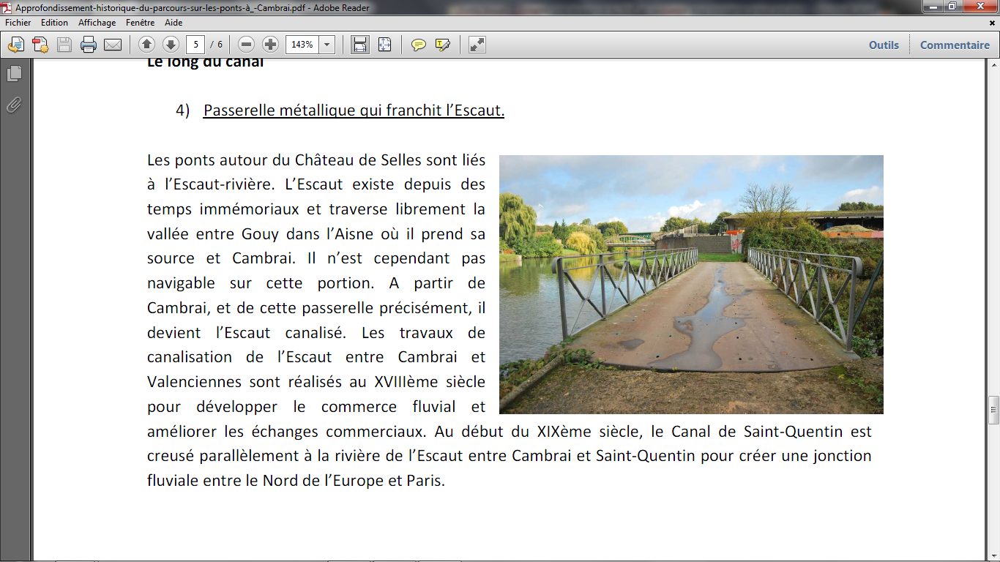 Approfondissement-historique-du-parcours-sur-les-ponts-à_-Cambrai.pdf - Adobe Reader
Fichier Edition Affichage Fenêtre Aide
5 / 6 143% Outils Commentaire
Le long du canal
4) Passerelle métallique qui franchit l’Escaut.
Les ponts autour du Château de Selles sont liés
à l’Escaut-rivière. L’Escaut existe depuis des
temps immémoriaux et traverse librement la
vallée entre Gouy dans l’Aisne où il prend sa
source et Cambrai. Il n’est cependant pas
navigable sur cette portion. A partir de
Cambrai, et de cette passerelle précisément, il
devient l’Escaut canalisé. Les travaux de
canalisation de l’Escaut entre Cambrai et
Valenciennes sont réalisés au XVIIIème siècle
pour développer le commerce fluvial et
améliorer les échanges commerciaux. Au début du XIXème siècle, le Canal de Saint-Quentin est
creusé parallèlement à la rivière de l’Escaut entre Cambrai et Saint-Quentin pour créer une jonction
fluviale entre le Nord de l’Europe et Paris.